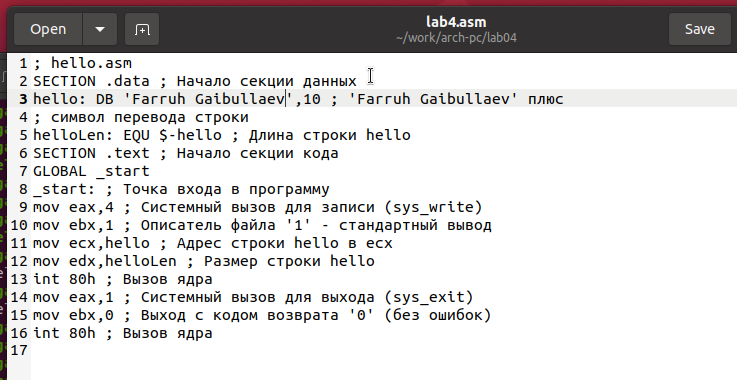 Open
lab4.asm
~/work/arch-pc/lab04
Save
1 ; hello.asm
2 SECTION .data ; Начало секции данных
3 hello: DB 'Farruh Gaibullaev',10 ; 'Farruh Gaibullaev' плюс
4 ; символ перевода строки
5 helloLen: EQU $-hello ; Длина строки hello
6 SECTION .text ; Начало секции кода
7 GLOBAL _start
8 _start: ; Точка входа в программу
9 mov eax,4 ; Системный вызов для записи (sys_write)
10 mov ebx,1 ; Описатель файла '1' - стандартный вывод
11 mov ecx,hello ; Адрес строки hello в ecx
12 mov edx,helloLen ; Размер строки hello
13 int 80h ; Вызов ядра
14 mov eax,1 ; Системный вызов для выхода (sys_exit)
15 mov ebx,0 ; Выход с кодом возврата '0' (без ошибок)
16 int 80h ; Вызов ядра
17